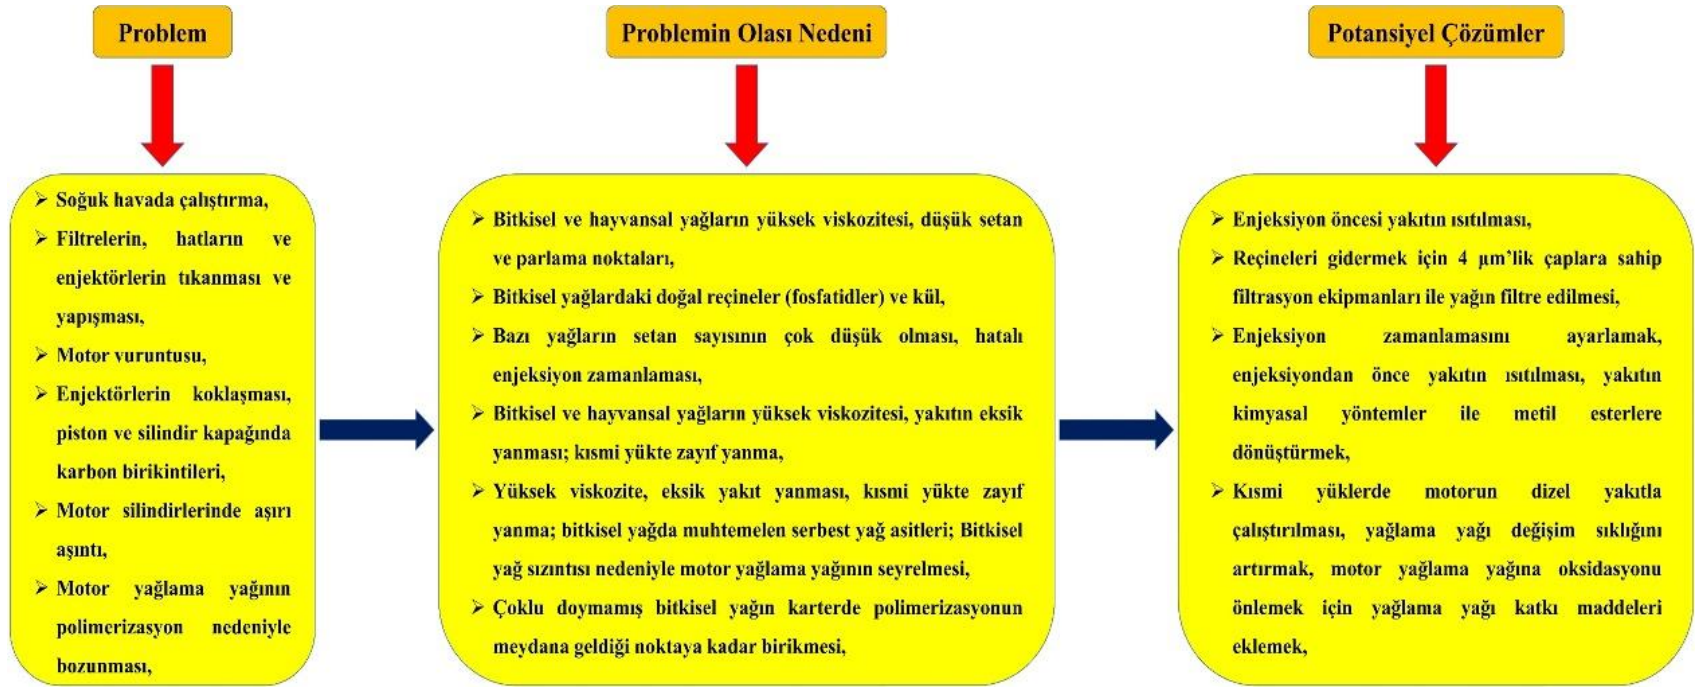 Problem
Problemin Olası Nedeni
Potansiyel Çözümler
➢ Soğuk havada çalıştırma,
➢ Filtrelerin, hatların ve
enjektörlerin tıkanması ve
yapışması,
➢ Motor vuruntusu,
➢ Enjektörlerin koklaşması,
piston ve silindir kapağında
karbon birikintileri,
➢ Motor silindirlerinde aşırı
aşıntı,
➢ Motor yağlama yağının
polimerizasyon nedeniyle
bozunması,
➢ Bitkisel ve hayvansal yağların yüksek viskozitesi, düşük setan
ve parlama noktaları,
➢ Bitkisel yağlardaki doğal reçineler (fosfatidler) ve kül,
➢ Bazı yağların setan sayısının çok düşük olması, hatalı
enjeksiyon zamanlaması,
➢ Bitkisel ve hayvansal yağların yüksek viskozitesi, yakıtın eksik
yanması; kısmi yükte zayıf yanma,
➢ Yüksek viskozite, eksik yakıt yanması, kısmi yükte zayıf
yanma; bitkisel yağda muhtemelen serbest yağ asitleri; Bitkisel
yağ sızıntısı nedeniyle motor yağlama yağının seyrelmesi,
➢ Çoklu doymamış bitkisel yağın karterde polimerizasyonun
meydana geldiği noktaya kadar birikmesi,
➢ Enjeksiyon öncesi yakıtın ısıtılması,
➢ Reçineleri gidermek için 4 µm’lik çaplara sahip
filtrasyon ekipmanları ile yağın filtre edilmesi,
➢ Enjeksiyon zamanlamasını ayarlamak,
enjeksiyondan önce yakıtın ısıtılması, yakıtın
kimyasal yöntemler ile metil esterlere
dönüştürmek,
➢ Kısmi yüklerde motorun dizel yakıtla
çalıştırılması, yağlama yağı değişim sıklığını
artırmak, motor yağlama yağına oksidasyonu
önlemek için yağlama yağı katkı maddeleri
eklemek,